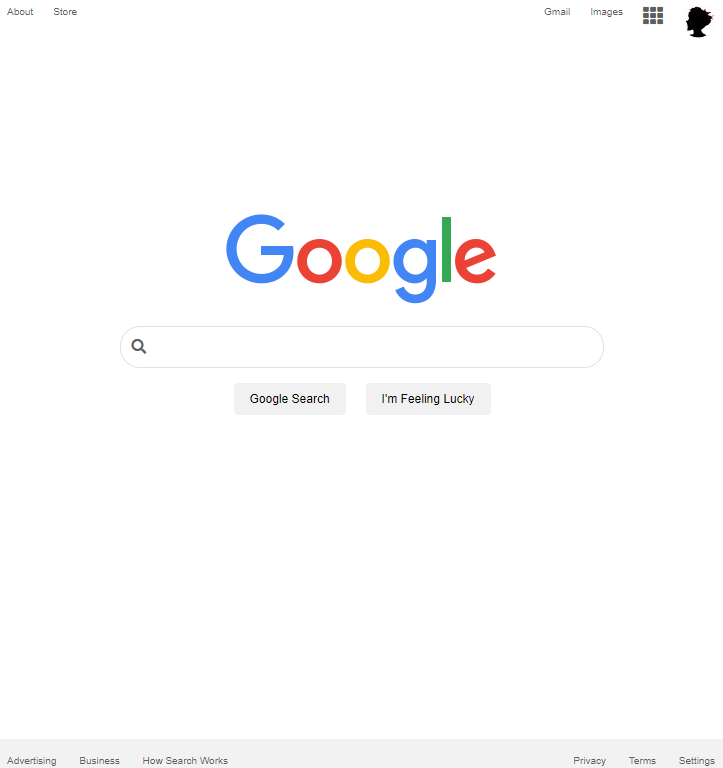 About Store Gmail Images
Google
Google Search I'm Feeling Lucky
Advertising Business How Search Works Privacy Terms Settings